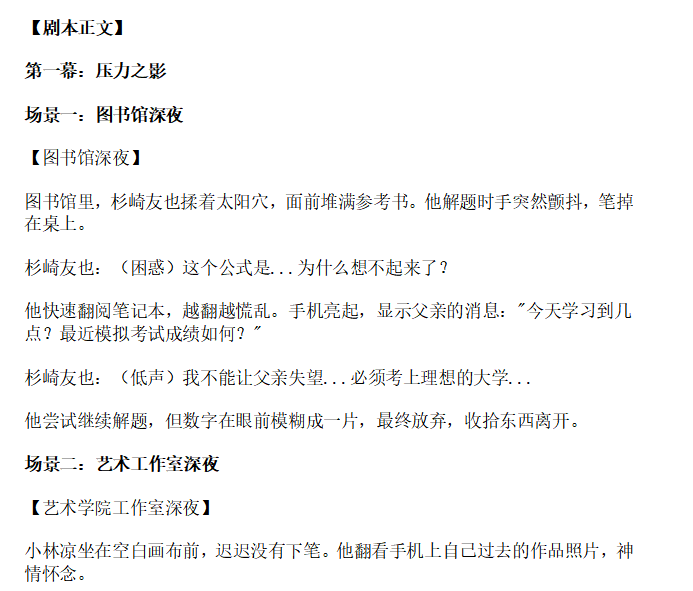 【剧本正文】
第一幕：压力之影
场景一：图书馆深夜
【图书馆深夜】
图书馆里，杉崎友也揉着太阳穴，面前堆满参考书。他解题时手突然颤抖，笔掉
在桌上。
杉崎友也：（困惑）这个公式是...为什么想不起来了？
他快速翻阅笔记本，越翻越慌乱。手机亮起，显示父亲的消息："今天学习到几
点？最近模拟考试成绩如何？"
杉崎友也：（低声）我不能让父亲失望...必须考上理想的大学...
他尝试继续解题，但数字在眼前模糊成一片，最终放弃，收拾东西离开。
场景二：艺术工作室深夜
【艺术学院工作室深夜】
小林凉坐在空白画布前，迟迟没有下笔。他翻看手机上自己过去的作品照片，神
情怀念。